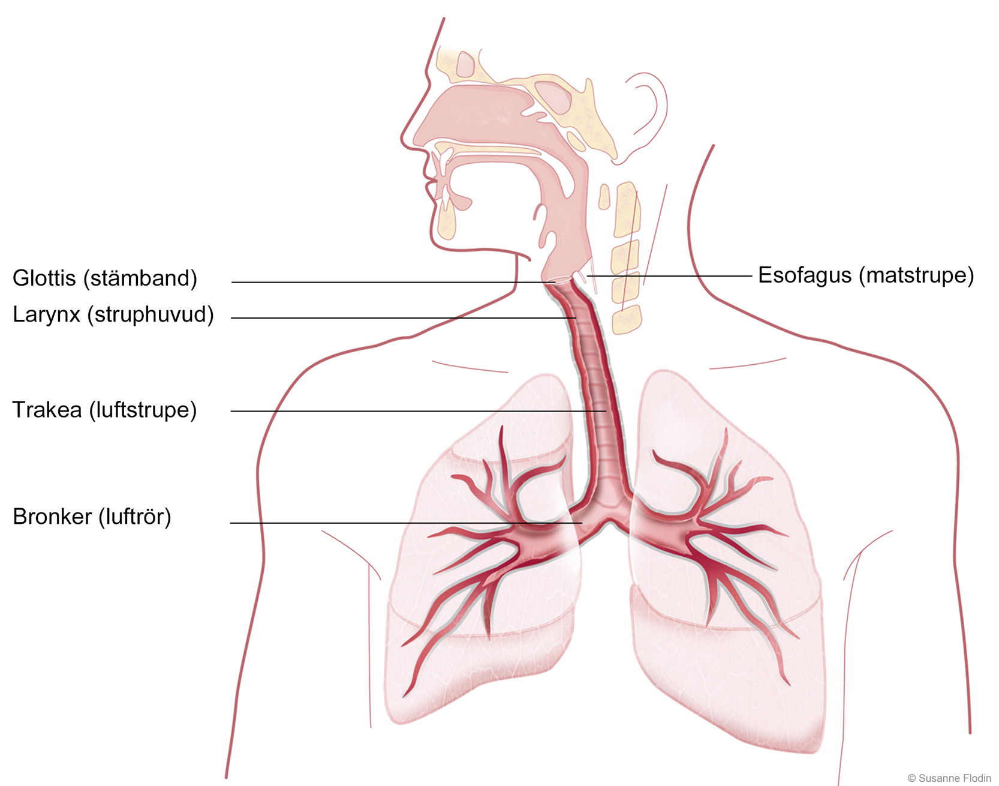 Glottis (stämband)
Esofagus (matstrupe)
Larynx (struphuvud)
Trakea (luftstrupe)
Bronker (luftrör)
© Susanne Flodin